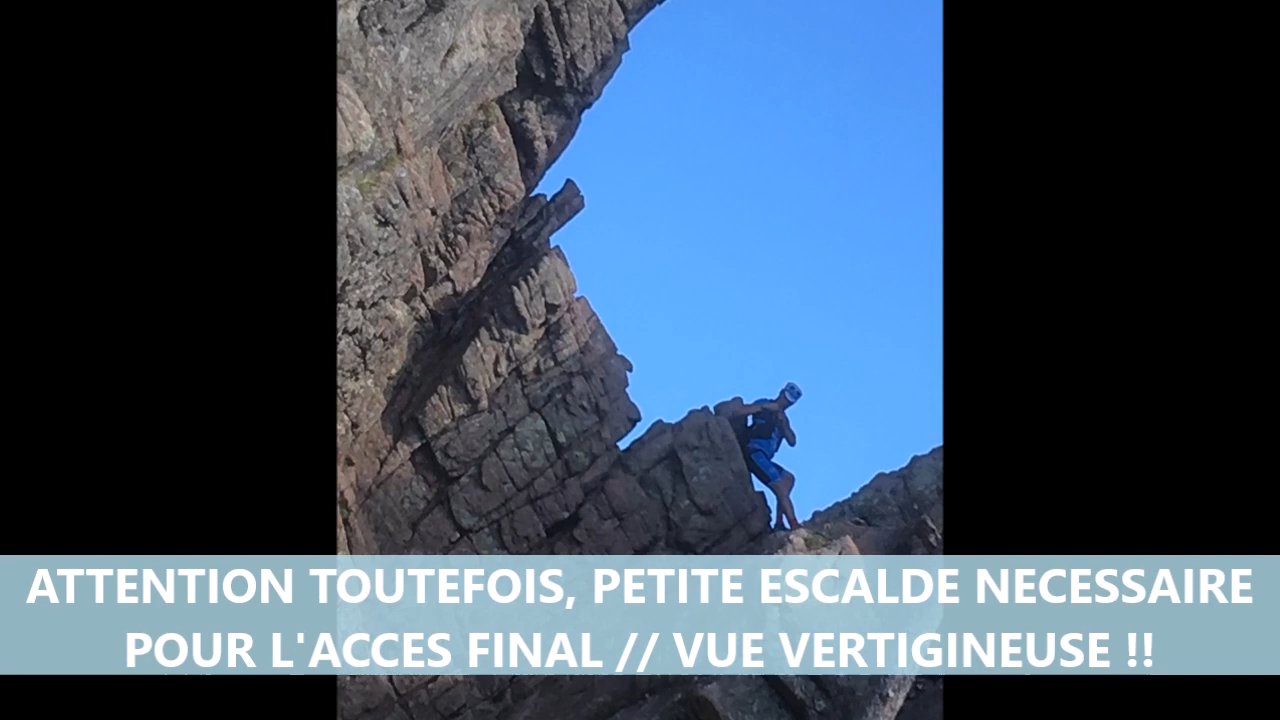 ATTENTION TOUTEFOIS, PETITE ESCALDE NECESSAIRE
POUR L'ACCES FINAL // VUE VERTIGINEUSE !!